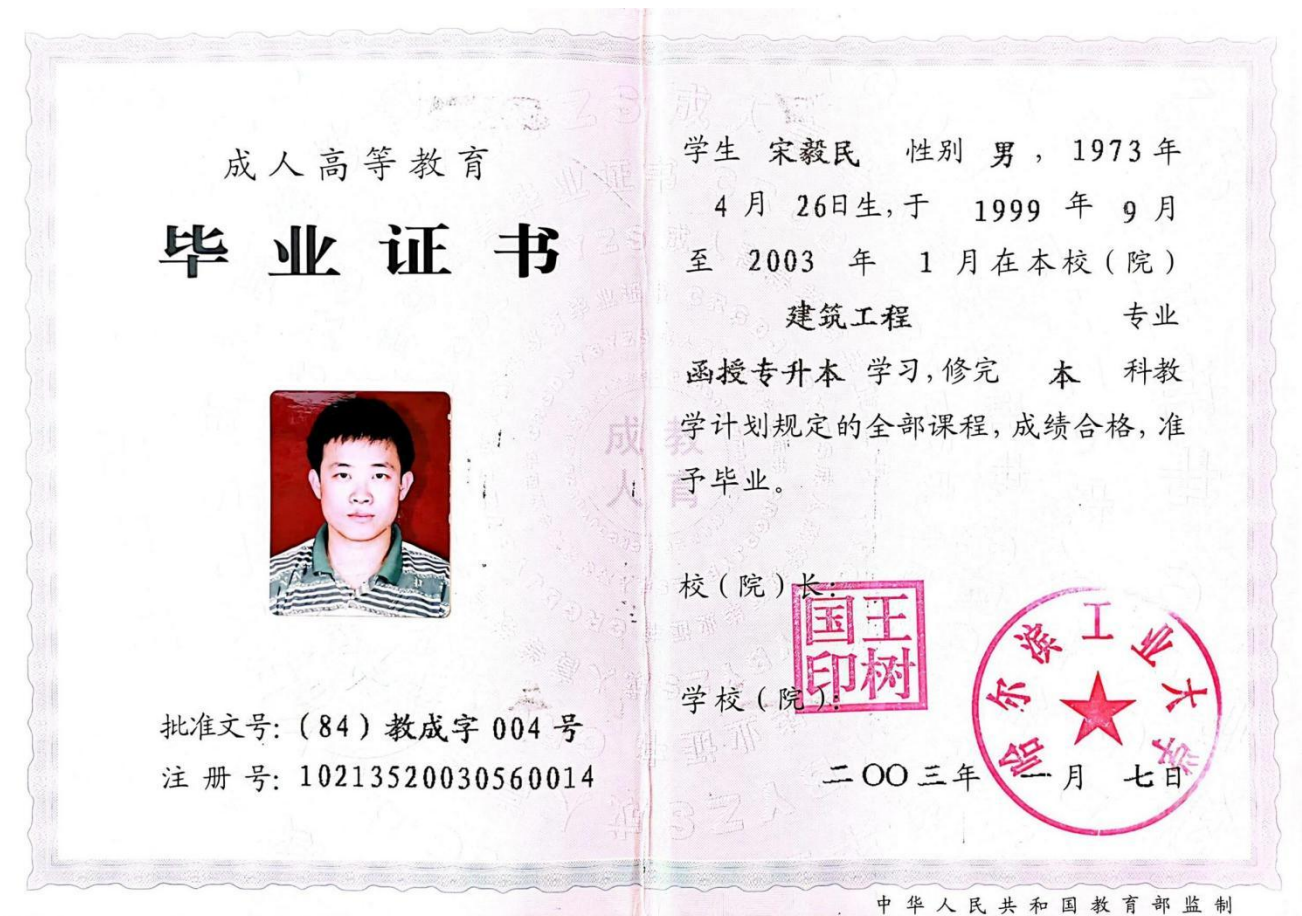 成人高等教育
毕业证书
批准文号:(84)教成字 004 号
注 册 号: 10213520030560014
学生 宋毅民 性别 男 , 1973 年
4 月 26日生,于 1999 年 9 月
至 2003 年 1 月在本校(院)
建筑工程 专业
函授专升本 学习,修完 本 科教
学计划规定的全部课程,成绩合格,准
予毕业。
校(院)长:
王树国印
学校(院):
哈尔滨工业大学
二〇〇三年 一月 七日
中华人民共和国教育部监制
成人教育